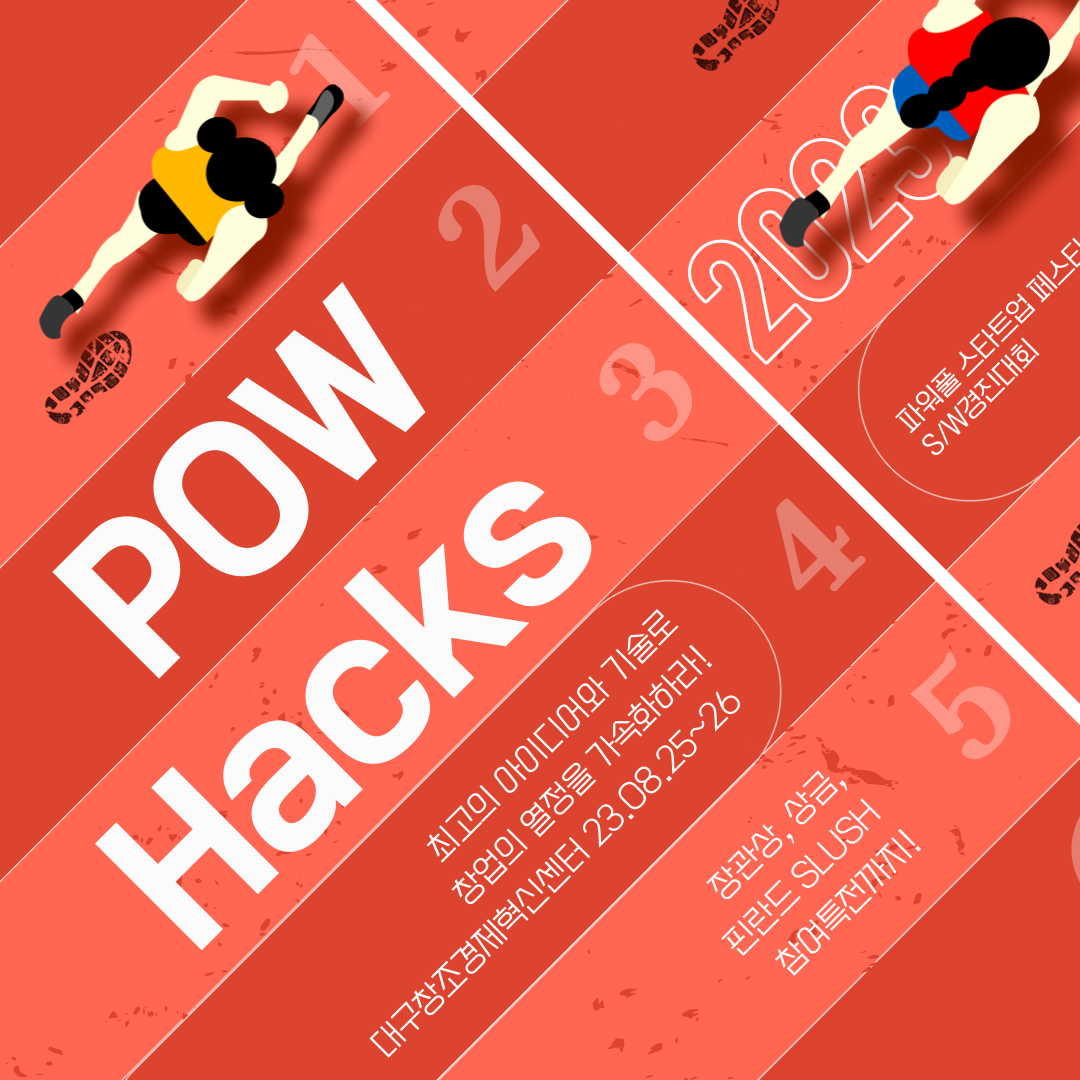 1
2
3
4
5
POW
Hacks
2023
파워풀 스타트업 페스티
S/W경진대회
최고의 아이디어와 기술로
창업의 열정을 가속화하라!
대구창조경제혁신센터 23.08.25~26
장관상, 상금,
핀란드 SLUSH
참여특전까지!